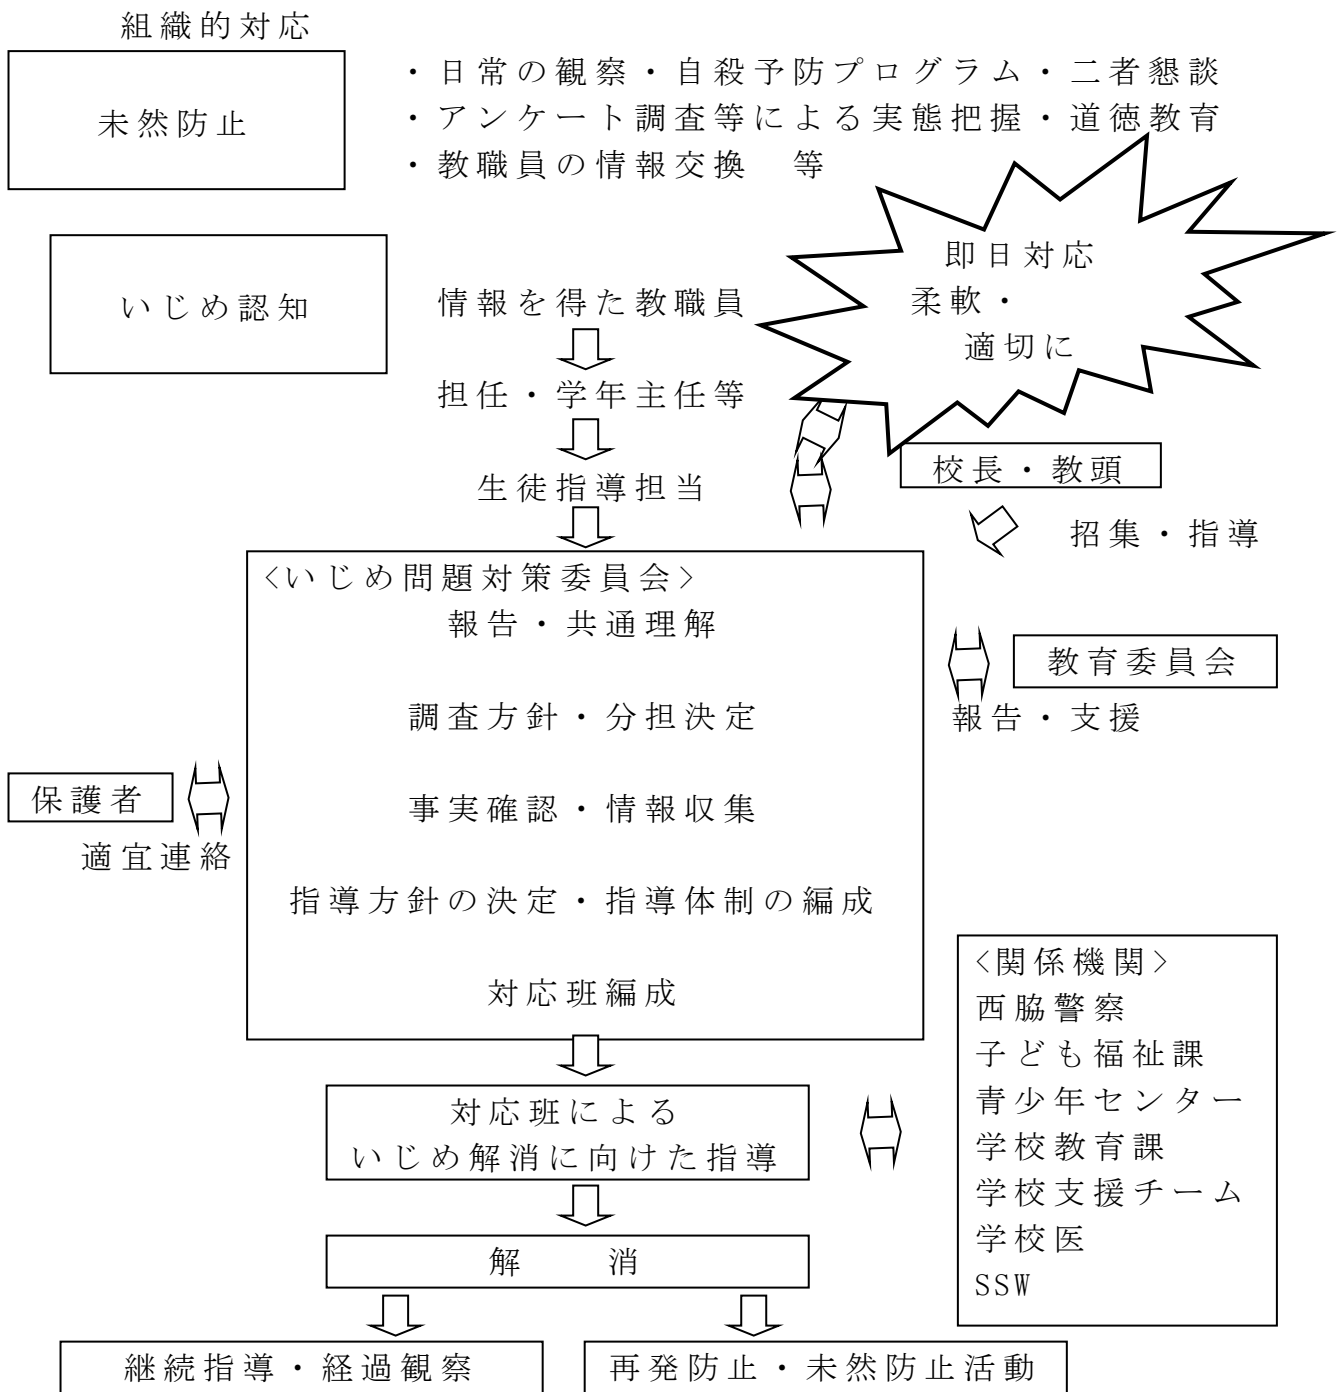 組織的対応
未然防止
・日常の観察・自殺予防プログラム・二者懇談
・アンケート調査等による実態把握・道徳教育
・教職員の情報交換　等
即日対応
柔軟・
適切に
いじめ認知
情報を得た教職員
担任・学年主任等
生徒指導担当
校長・教頭
招集・指導
<いじめ問題対策委員会>
報告・共通理解
調査方針・分担決定
事実確認・情報収集
指導方針の決定・指導体制の編成
対応班編成
教育委員会
報告・支援
保護者
適宜連絡
<関係機関>
西脇警察
子ども福祉課
青少年センター
学校教育課
学校支援チーム
学校医
SSW
対応班による
いじめ解消に向けた指導
解　　消
継続指導・経過観察
再発防止・未然防止活動